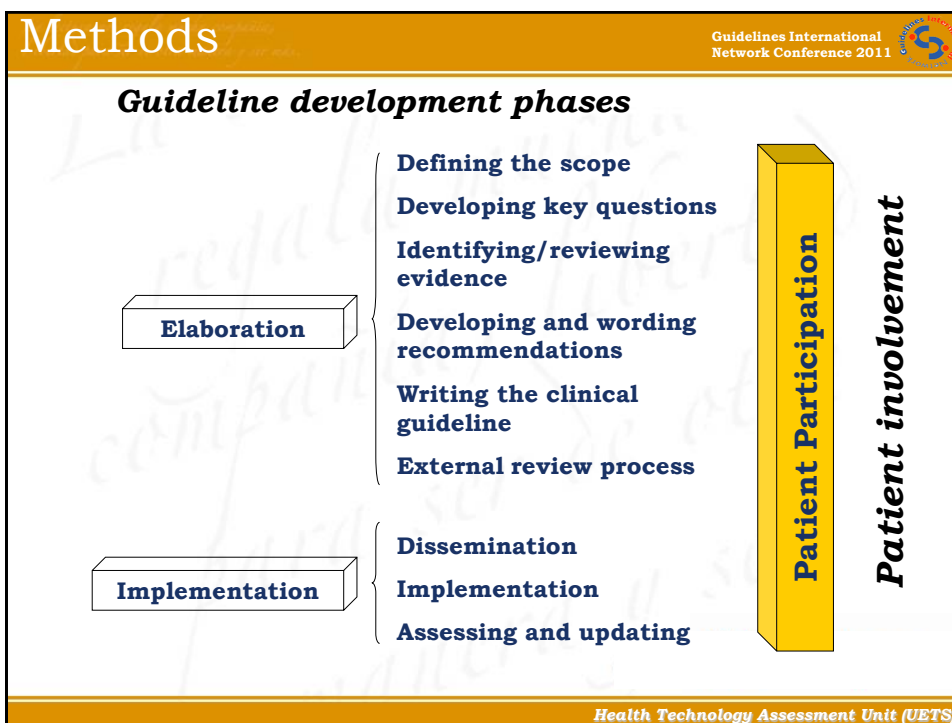 Methods
Guidelines International
Network Conference 2011
Guideline development phases
Elaboration
Defining the scope
Developing key questions
Identifying/reviewing
evidence
Developing and wording
recommendations
Writing the clinical
guideline
External review process
Implementation
Dissemination
Implementation
Assessing and updating
Patient Participation
Patient involvement
Health Technology Assessment Unit (UETS